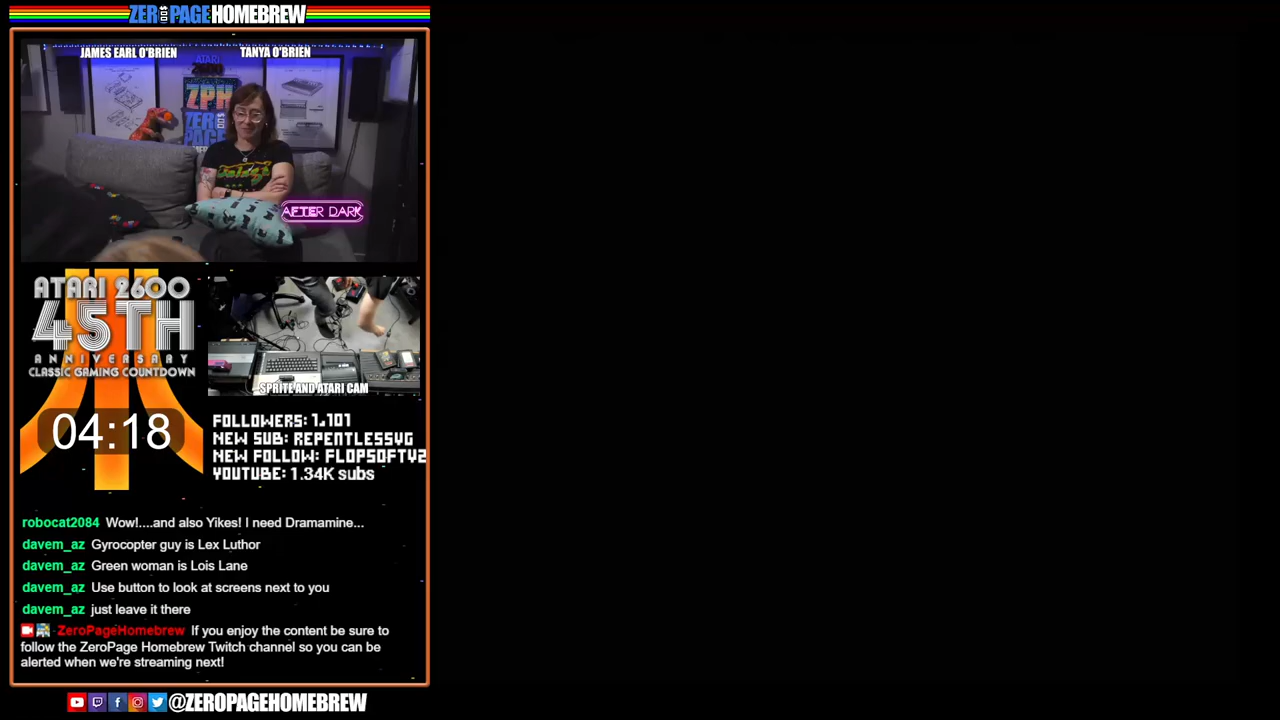 ZEROPAGE HOMEBREW
JAMES EARL O'BRIEN
TANYA O'BRIEN
ATARI
ZPH
ZERO
PAGE
AFTER DARK
ATARI 2600
45TH
ANNIVERSARY
CLASSIC GAMING COUNTDOWN
04:18
SPRITE AND ATARI CAM
FOLLOWERS: 1,101
NEW SUB: REPENTLESSVG
NEW FOLLOW: FLOPSOFTV2
YOUTUBE: 1.34K subs
robocat2084 Wow!....and also Yikes! I need Dramamine...
davem_az Gyrocopter guy is Lex Luthor
davem_az Green woman is Lois Lane
davem_az Use button to look at screens next to you
davem_az just leave it there
ZeroPageHomebrew If you enjoy the content be sure to
follow the ZeroPage Homebrew Twitch channel so you can be
alerted when we're streaming next!
@ZEROPAGEHOMEBREW